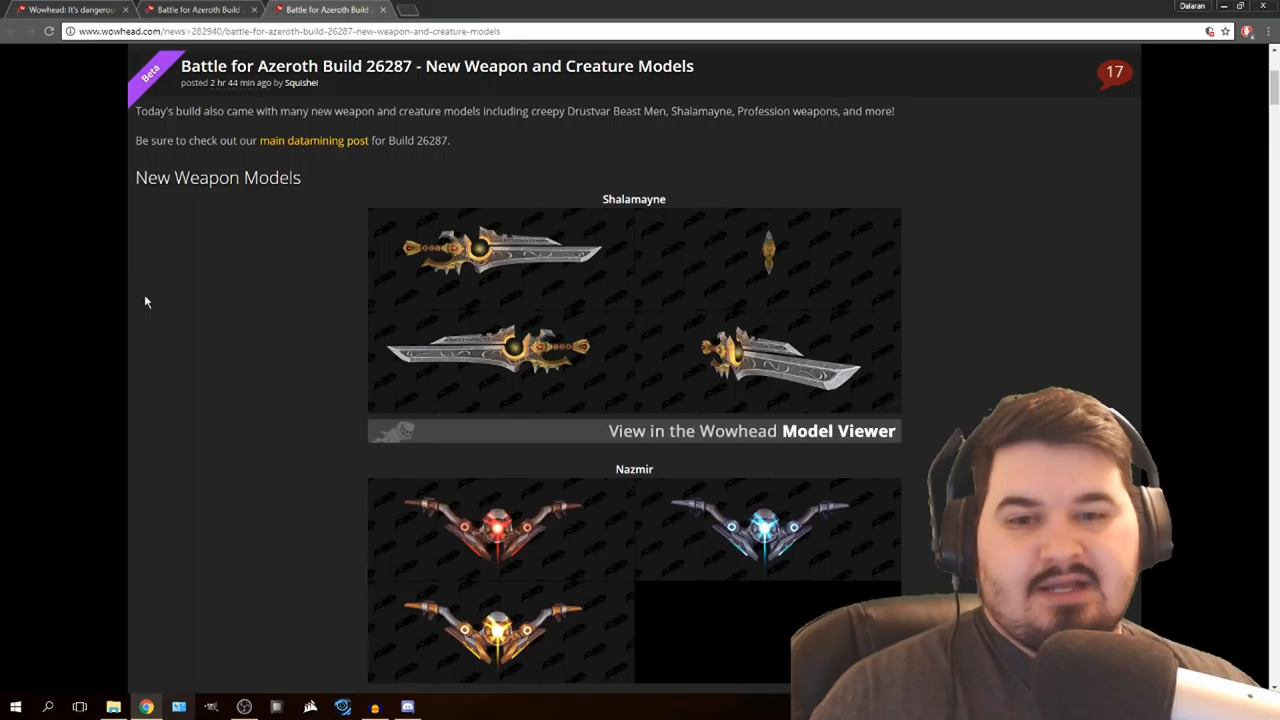 Wowhead: It's dangerou
Battle for Azeroth Build
Battle for Azeroth Build
Dalaran
www.wowhead.com/news=282940/battle-for-azeroth-build-26287-new-weapon-and-creature-models
Beta
Battle for Azeroth Build 26287 - New Weapon and Creature Models
17
posted 2 hr 44 min ago by Squishei
Today's build also came with many new weapon and creature models including creepy Drustvar Beast Men, Shalamayne, Profession weapons, and more!
Be sure to check out our main datamining post for Build 26287.
New Weapon Models
Shalamayne
View in the Wowhead Model Viewer
Nazmir